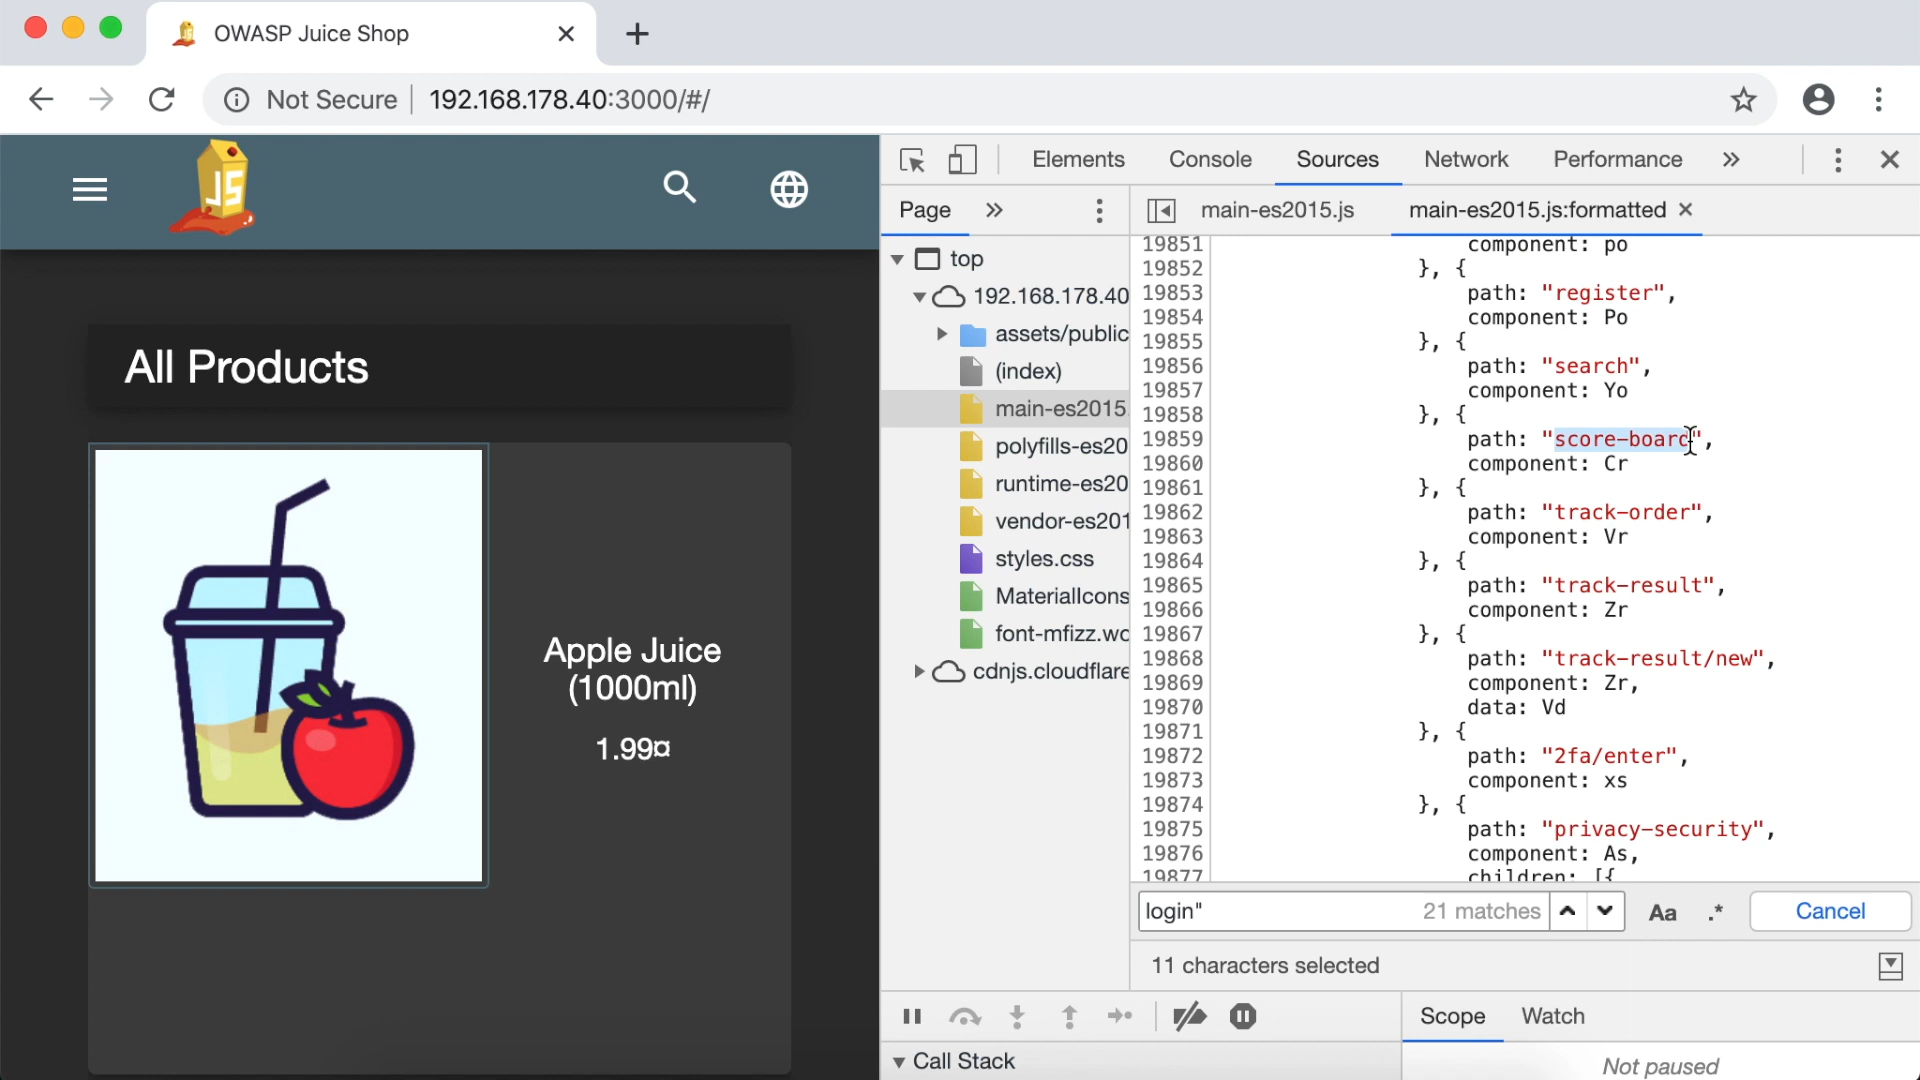 OWASP Juice Shop
Not Secure 192.168.178.40:3000/#/
JS
All Products
Apple Juice
(1000ml)
1.99¤
Elements Console Sources Network Performance
Page
main-es2015.js main-es2015.js:formatted
top
192.168.178.40
assets/public
(index)
main-es2015.
polyfills-es20
runtime-es20
vendor-es201
styles.css
MaterialIcons
font-mfizz.wo
cdnjs.cloudflare
19851 component: po
19852 }, {
19853 path: "register",
19854 component: Po
19855 }, {
19856 path: "search",
19857 component: Yo
19858 }, {
19859 path: "score-board",
19860 component: Cr
19861 }, {
19862 path: "track-order",
19863 component: Vr
19864 }, {
19865 path: "track-result",
19866 component: Zr
19867 }, {
19868 path: "track-result/new",
19869 component: Zr,
19870 data: Vd
19871 }, {
19872 path: "2fa/enter",
19873 component: xs
19874 }, {
19875 path: "privacy-security",
19876 component: As,
19877 children: [{
login" 21 matches Aa .* Cancel
11 characters selected
Scope Watch
Call Stack
Not paused